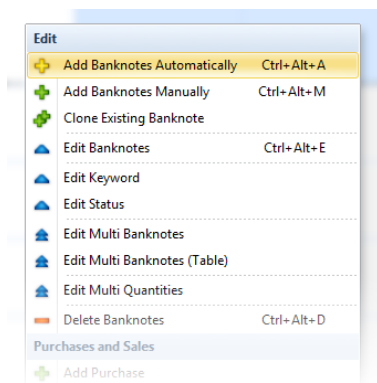 Edit
Add Banknotes Automatically Ctrl+Alt+A
Add Banknotes Manually Ctrl+Alt+M
Clone Existing Banknote
Edit Banknotes Ctrl+Alt+E
Edit Keyword
Edit Status
Edit Multi Banknotes
Edit Multi Banknotes (Table)
Edit Multi Quantities
Delete Banknotes Ctrl+Alt+D
Purchases and Sales
Add Purchase